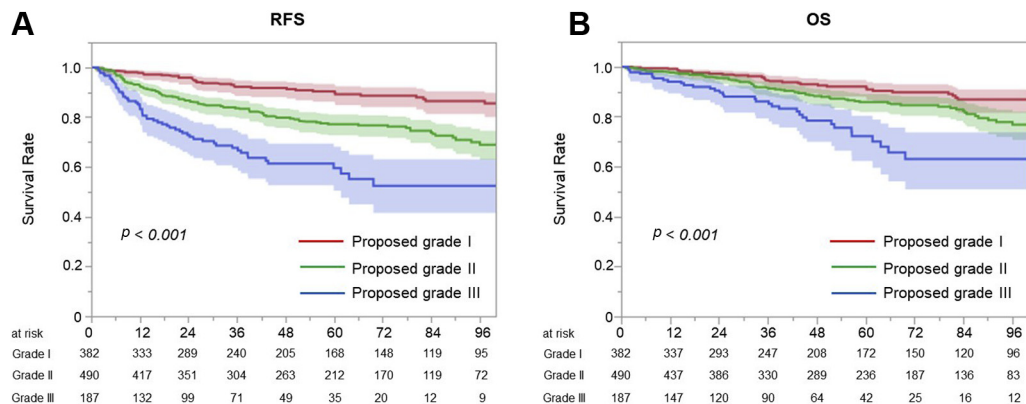 A
RFS
Survival Rate
1.0
0.8
0.6
0.4
0.2
0
p < 0.001
Proposed grade I
Proposed grade II
Proposed grade III
0 12 24 36 48 60 72 84 96
at risk
Grade I 382 333 289 240 205 168 148 119 95
Grade II 490 417 351 304 263 212 170 119 72
Grade III 187 132 99 71 49 35 20 12 9
B
OS
Survival Rate
1.0
0.8
0.6
0.4
0.2
0
p < 0.001
Proposed grade I
Proposed grade II
Proposed grade III
0 12 24 36 48 60 72 84 96
at risk
Grade I 382 337 293 247 208 172 150 120 96
Grade II 490 437 386 330 289 236 187 136 83
Grade III 187 147 120 90 64 42 25 16 12